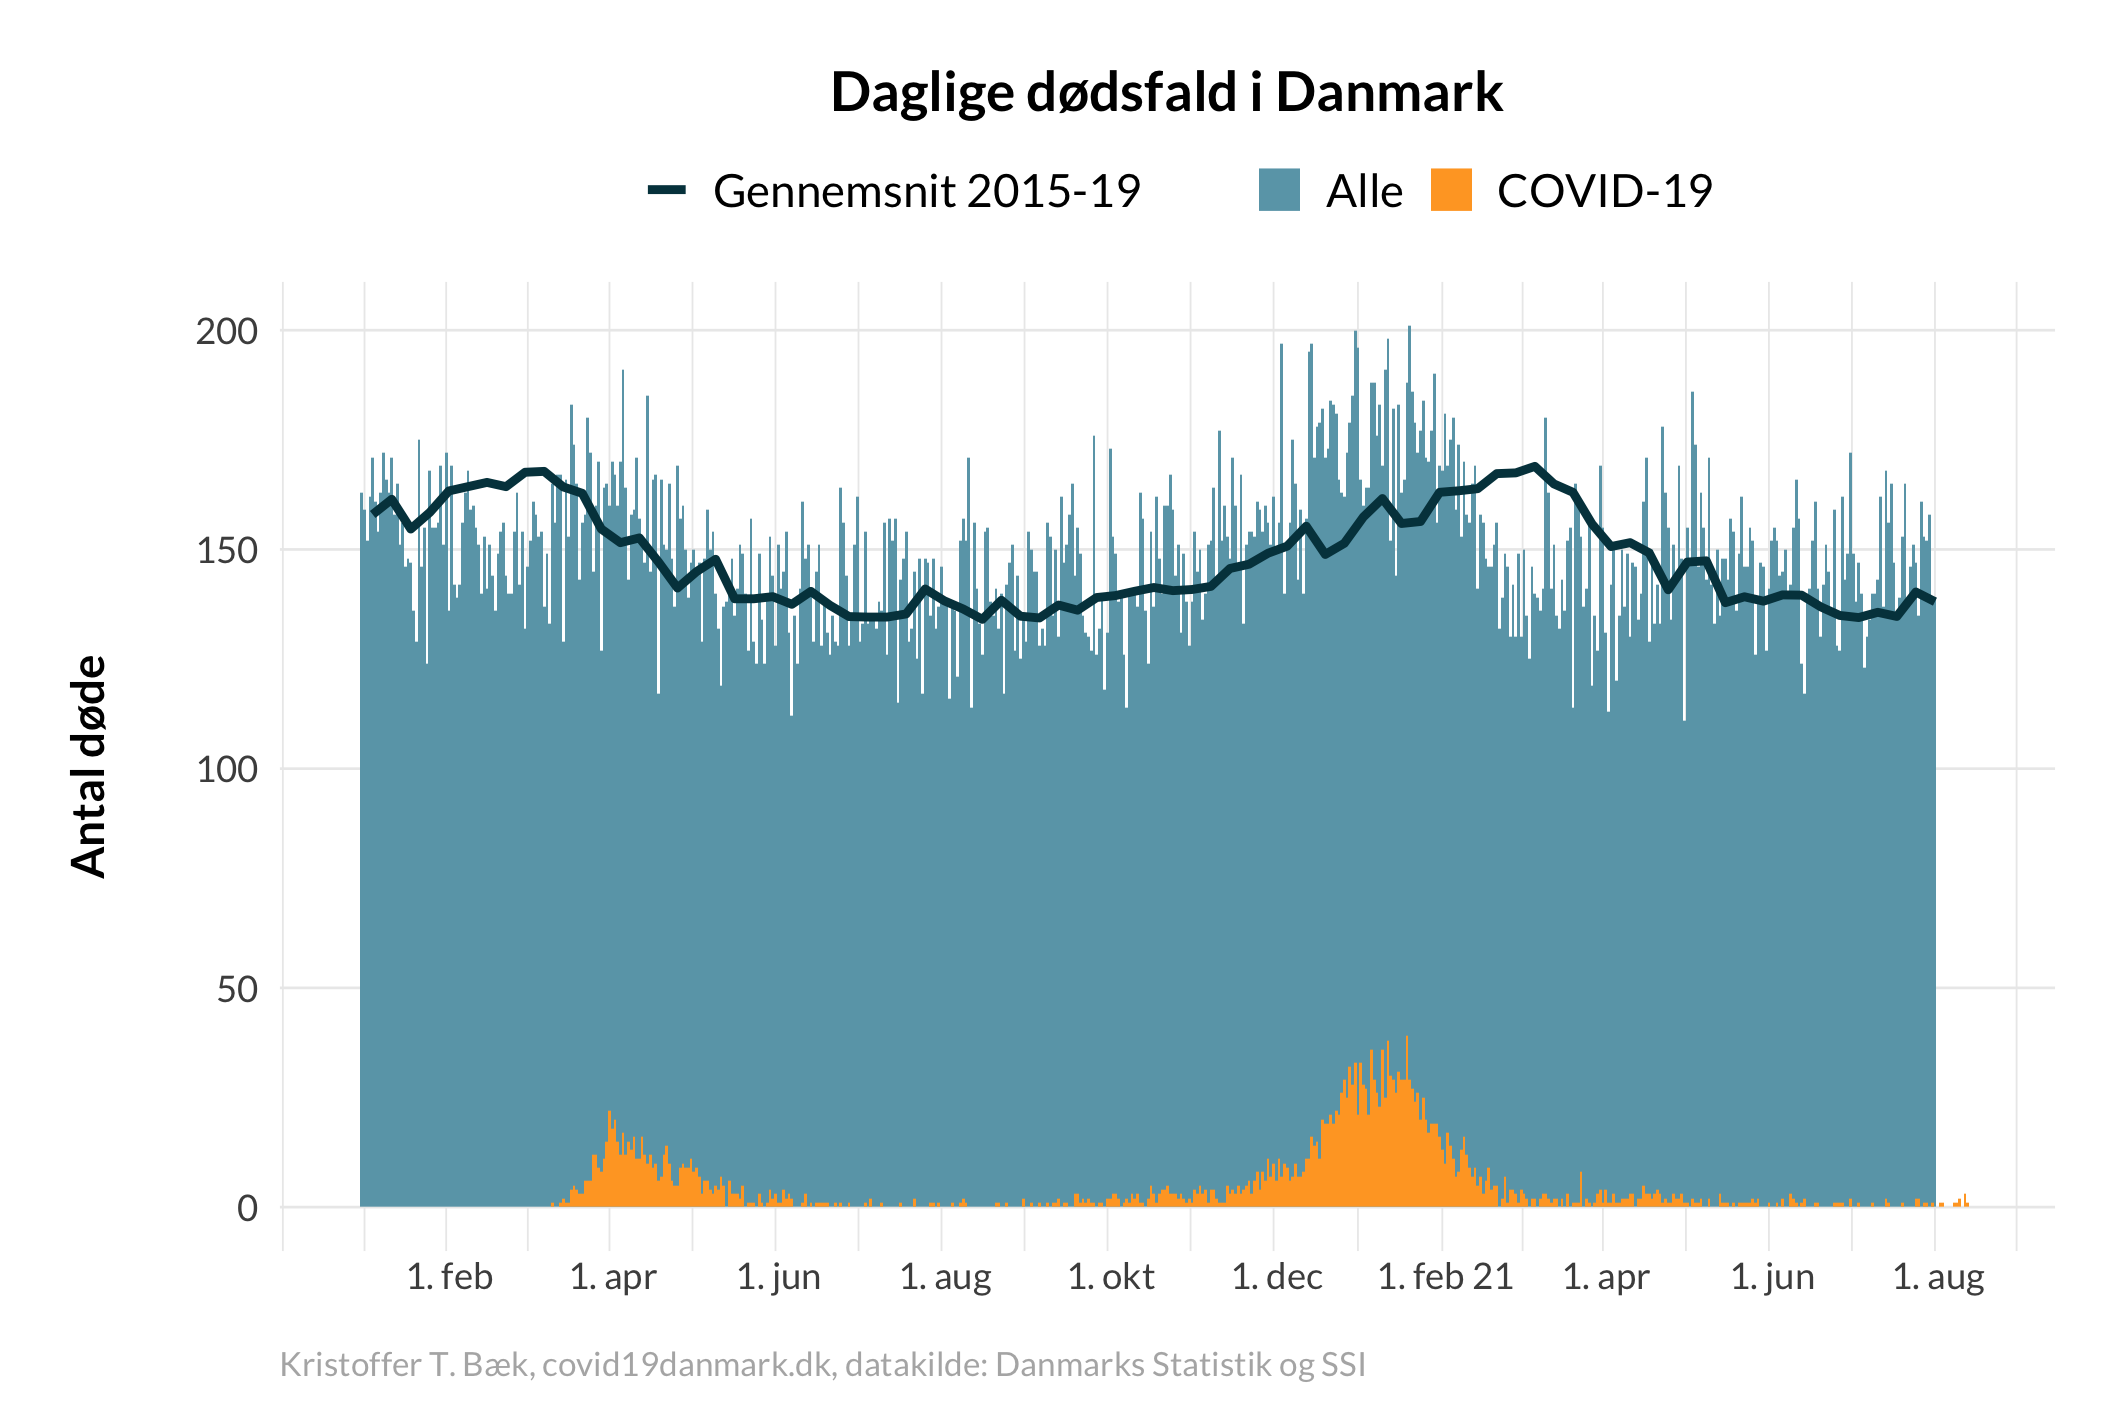 Daglige dødsfald i Danmark
Gennemsnit 2015-19 Alle COVID-19
Antal døde
200
150
100
50
0
1. feb 1. apr 1. jun 1. aug 1. okt 1. dec 1. feb 21 1. apr 1. jun 1. aug
Kristoffer T. Bæk, covid19danmark.dk, datakilde: Danmarks Statistik og SSI